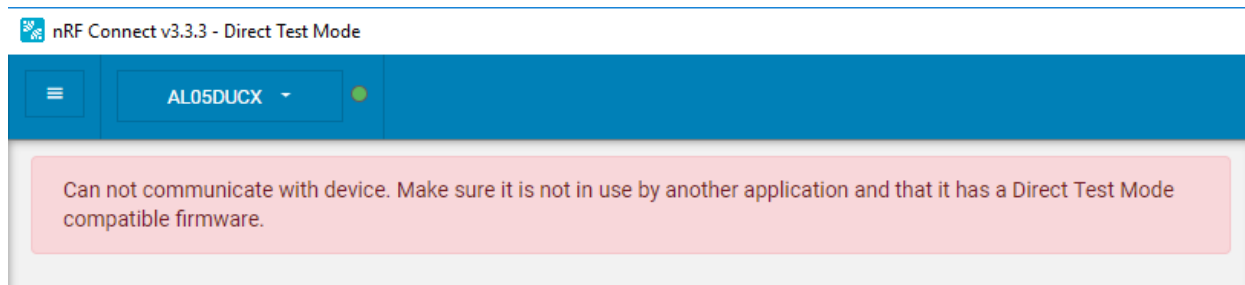 nRF Connect v3.3.3 - Direct Test Mode
AL05DUCX
Can not communicate with device. Make sure it is not in use by another application and that it has a Direct Test Mode
compatible firmware.